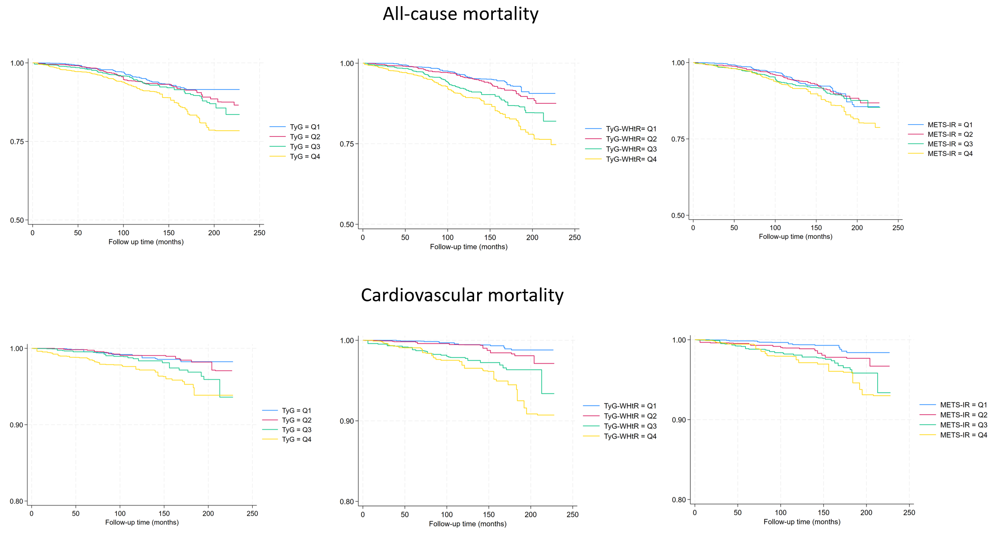 All-cause mortality
1.00
0.75
0.50
0 50 100 150 200 250
Follow up time (months)
TyG = Q1
TyG = Q2
TyG = Q3
TyG = Q4
1.00
0.75
0.50
0 50 100 150 200 250
Follow-up time (months)
TyG-WHtR= Q1
TyG-WHtR= Q2
TyG-WHtR= Q3
TyG-WHtR= Q4
1.00
0.75
0.50
0 50 100 150 200 250
Follow-up time (months)
METS-IR = Q1
METS-IR = Q2
METS-IR = Q3
METS-IR = Q4
Cardiovascular mortality
1.00
0.90
0.80
0 50 100 150 200 250
Follow-up time (months)
TyG = Q1
TyG = Q2
TyG = Q3
TyG = Q4
1.00
0.90
0.80
0 50 100 150 200 250
Follow-up time (months)
TyG-WHtR = Q1
TyG-WHtR = Q2
TyG-WHtR = Q3
TyG-WHtR = Q4
1.00
0.90
0.80
0 50 100 150 200 250
Follow-up time (months)
METS-IR = Q1
METS-IR = Q2
METS-IR = Q3
METS-IR = Q4